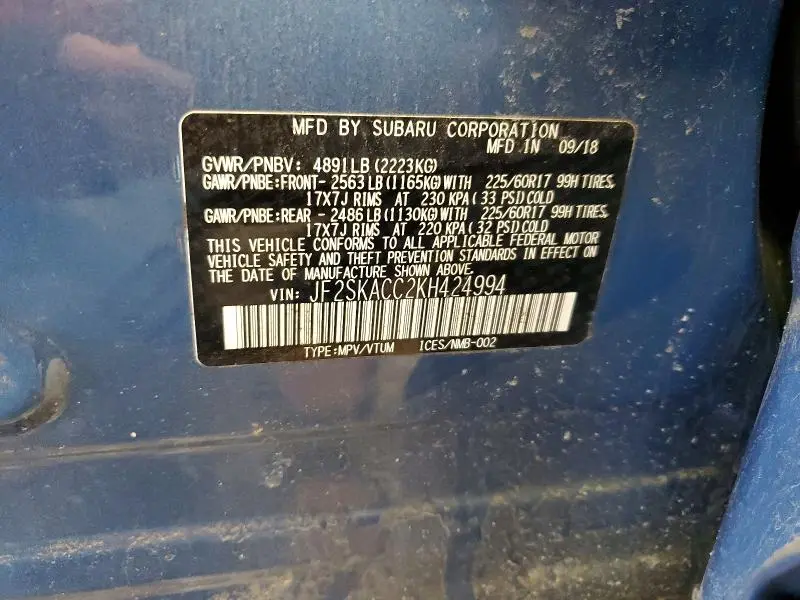 MFD BY SUBARU CORPORATION
MFD IN 09/18
GVWR/PNBV: 4891LB (2223KG)
GAWR/PNBE:FRONT- 2563LB (1165KG)WITH 225/60R17 99H TIRES,
17X7J RIMS AT 230 KPA (33 PSI)COLD
GAWR/PNBE:REAR - 2486LB (1130KG)WITH 225/60R17 99H TIRES,
17X7J RIMS AT 220 KPA (32 PSI)COLD
THIS VEHICLE CONFORMS TO ALL APPLICABLE FEDERAL MOTOR
VEHICLE SAFETY AND THEFT PREVENTION STANDARDS IN EFFECT ON
THE DATE OF MANUFACTURE SHOWN ABOVE.
VIN: JF2SKACC2KH424994
TYPE:MPV/VTUM ICES/NMB-002